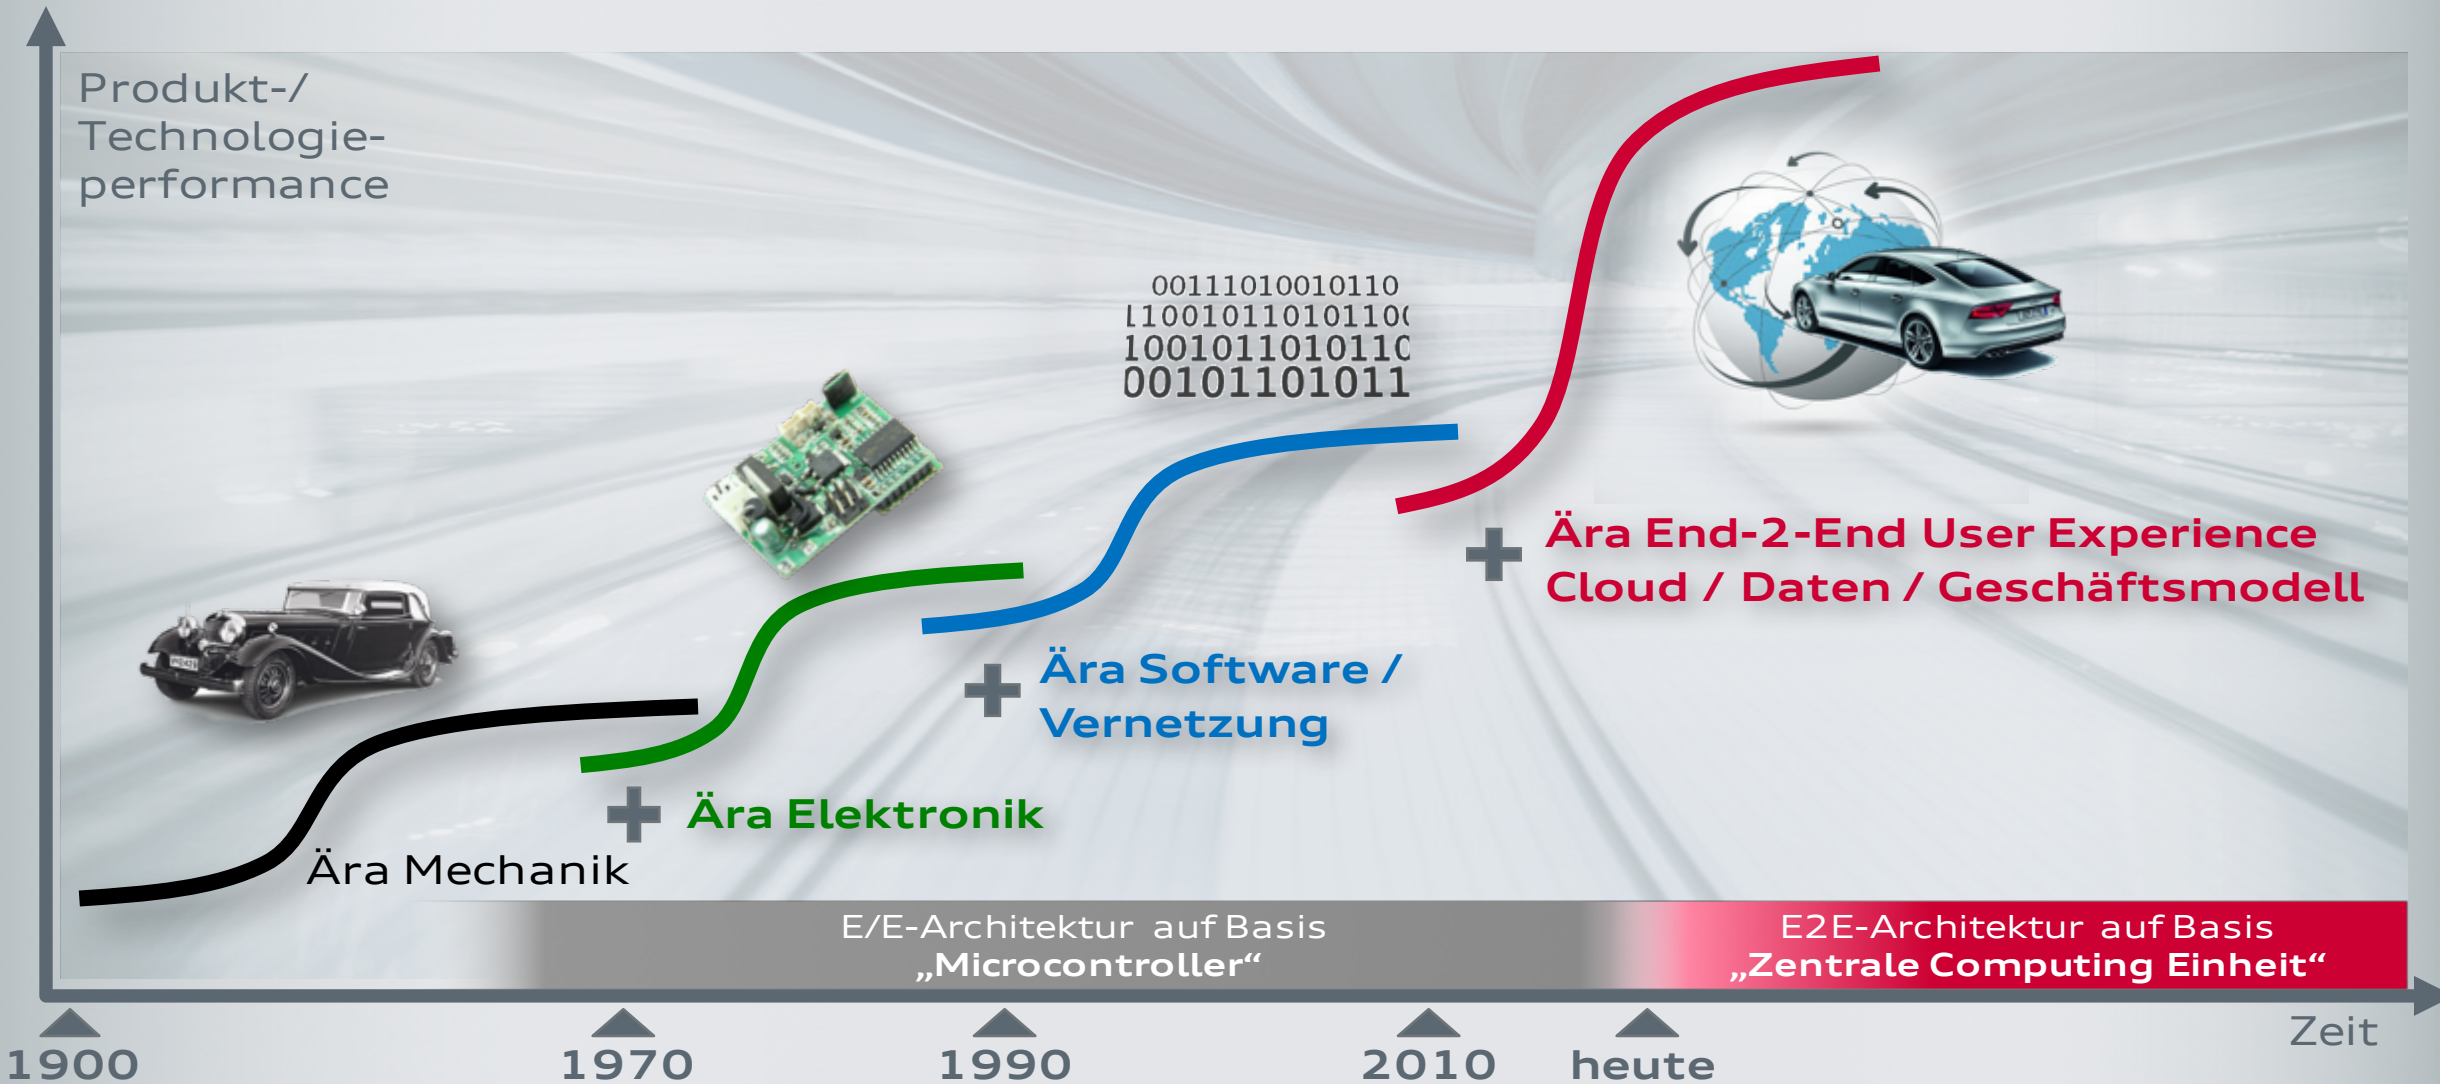 Produkt-/
Technologie-
performance
00111010010110
110010110101100
1001011010110
00101101011
Ära End-2-End User Experience
Cloud / Daten / Geschäftsmodell
Ära Software /
Vernetzung
Ära Elektronik
Ära Mechanik
E/E-Architektur auf Basis
„Microcontroller“
E2E-Architektur auf Basis
„Zentrale Computing Einheit“
Zeit
1900
1970
1990
2010
heute